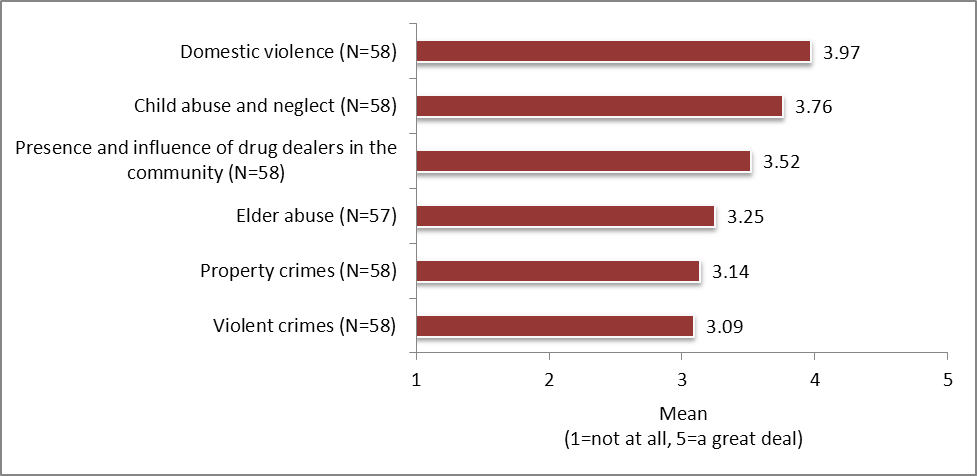 Domestic violence (N=58)
3.97
Child abuse and neglect (N=58)
3.76
Presence and influence of drug dealers in the
community (N=58)
3.52
Elder abuse (N=57)
3.25
Property crimes (N=58)
3.14
Violent crimes (N=58)
3.09
1 2 3 4 5
Mean
(1=not at all, 5=a great deal)